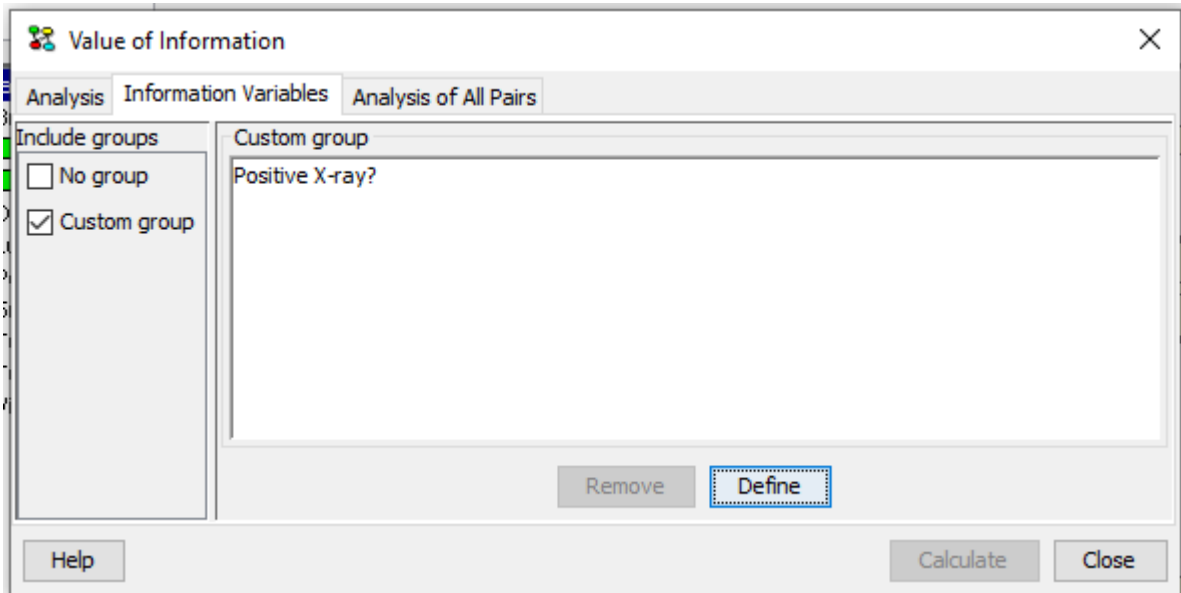 Value of Information
Analysis Information Variables Analysis of All Pairs
Include groups
No group
Custom group
Custom group
Positive X-ray?
Remove Define
Help Calculate Close